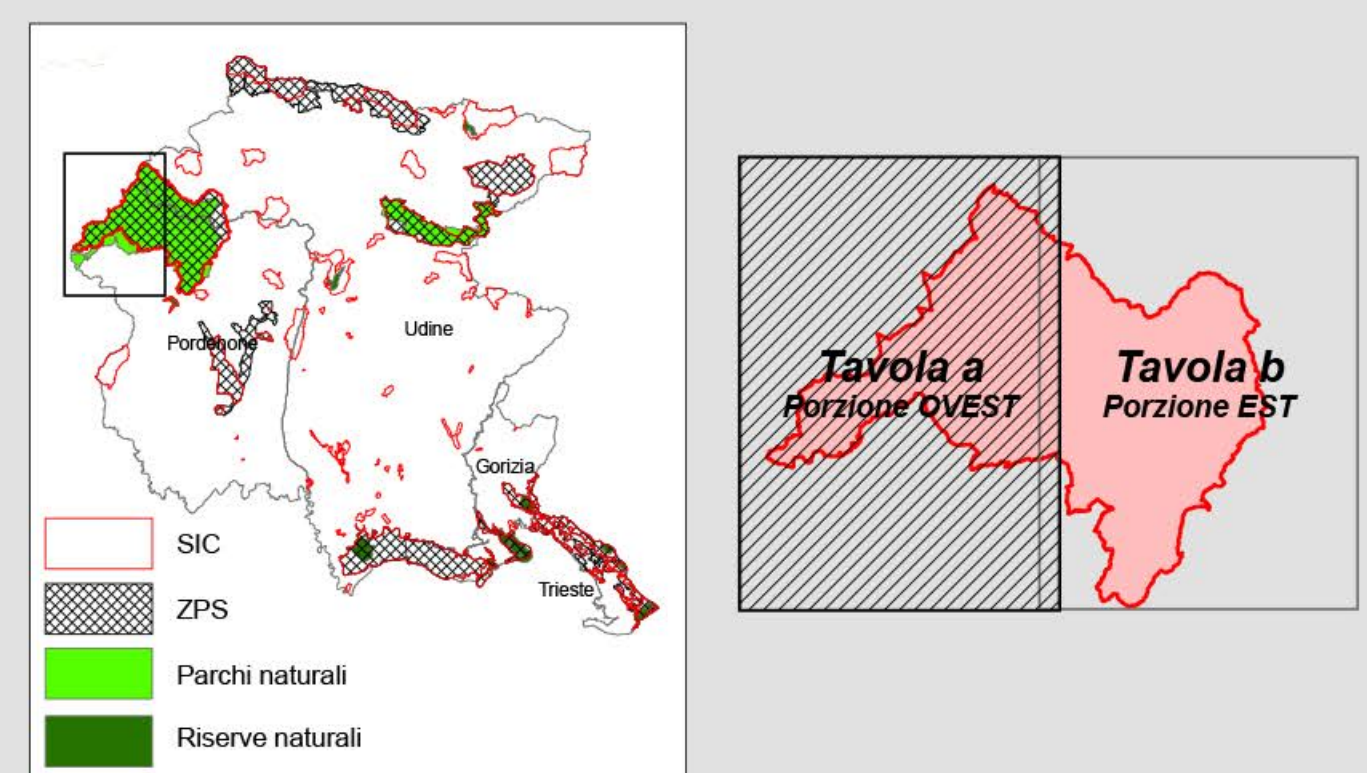 Udine
Pordenone
Gorizia
Trieste
SIC
ZPS
Parchi naturali
Riserve naturali
Tavola a
Porzione OVEST
Tavola b
Porzione EST